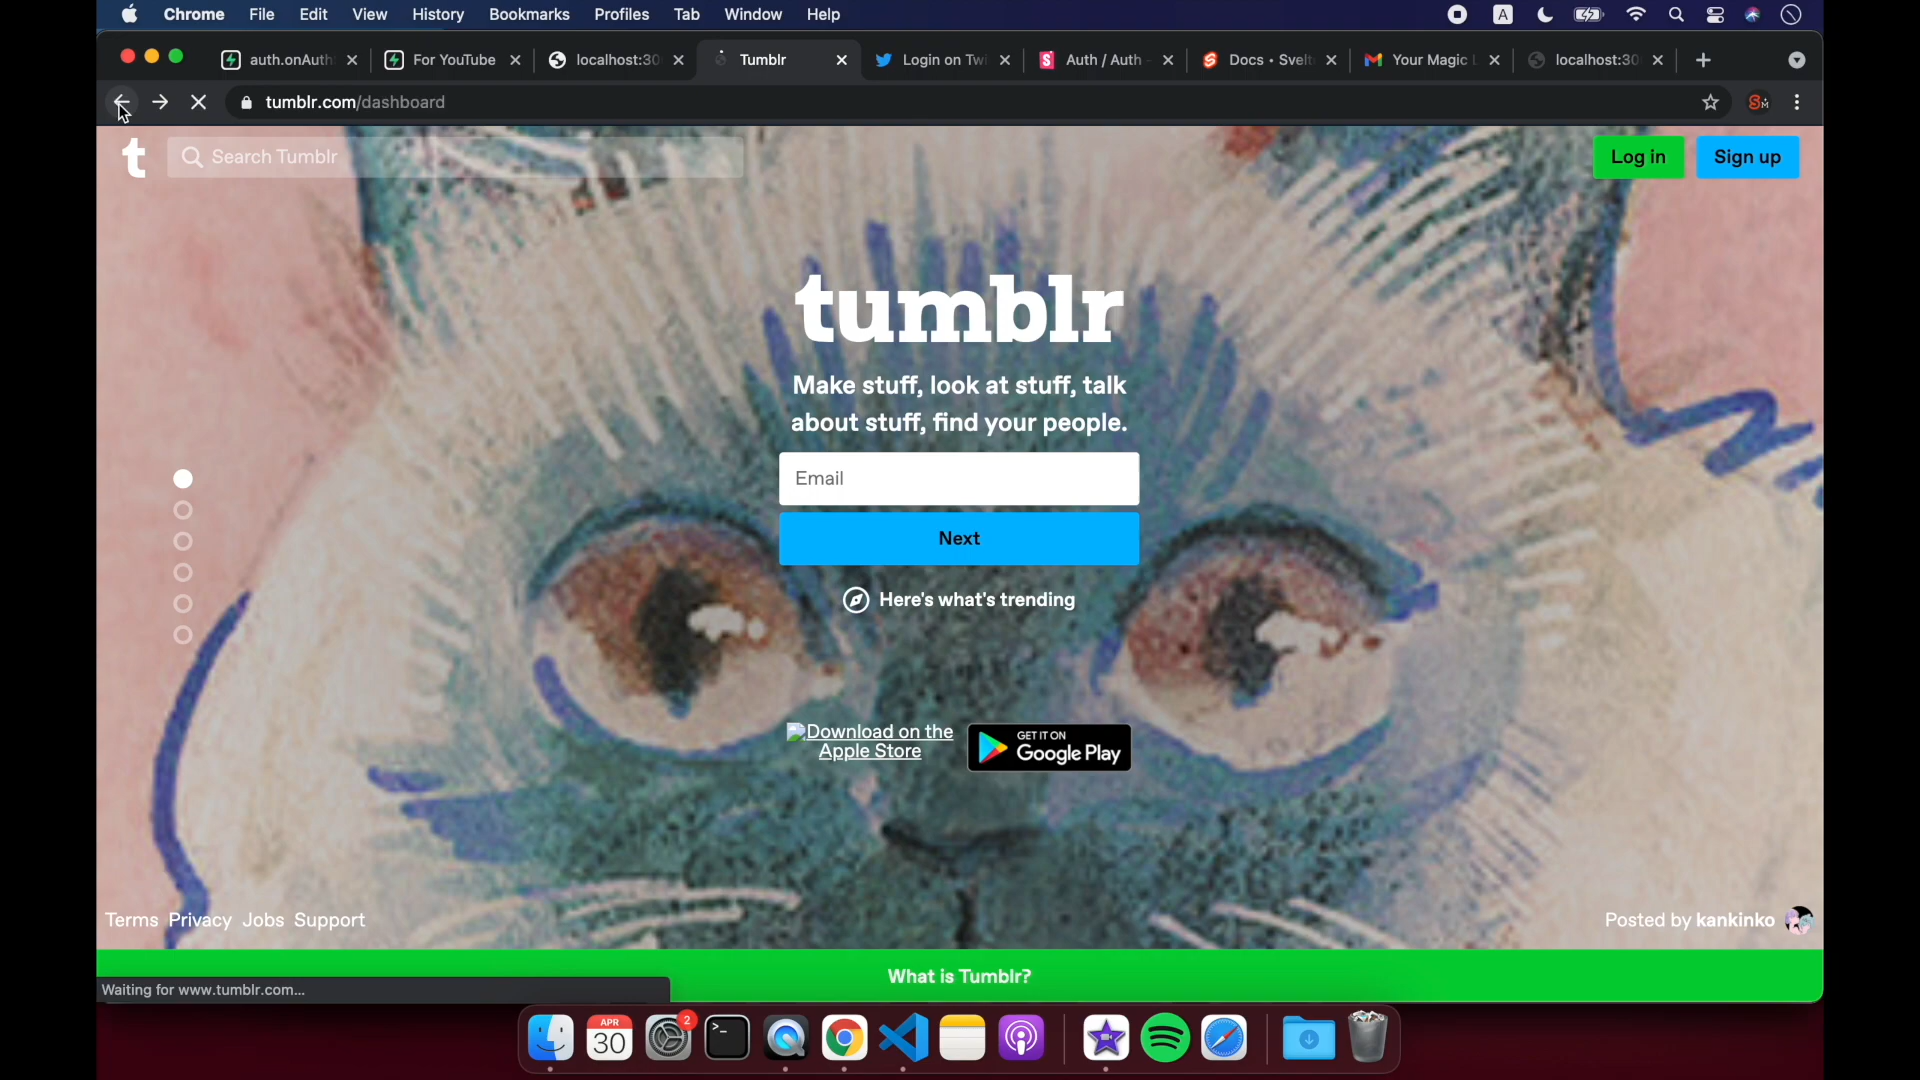 Chrome File Edit View History Bookmarks Profiles Tab Window Help A
auth.onAuth For YouTube localhost:30 Tumblr Login on Twi Auth / Auth Docs • Svelt Your Magic L localhost:30
tumblr.com/dashboard
t Search Tumblr Log in Sign up
tumblr
Make stuff, look at stuff, talk
about stuff, find your people.
Email
Next
Here's what's trending
Download on the
Apple Store
GET IT ON
Google Play
Terms Privacy Jobs Support Posted by kankinko
What is Tumblr?
Waiting for www.tumblr.com...
APR
30
2